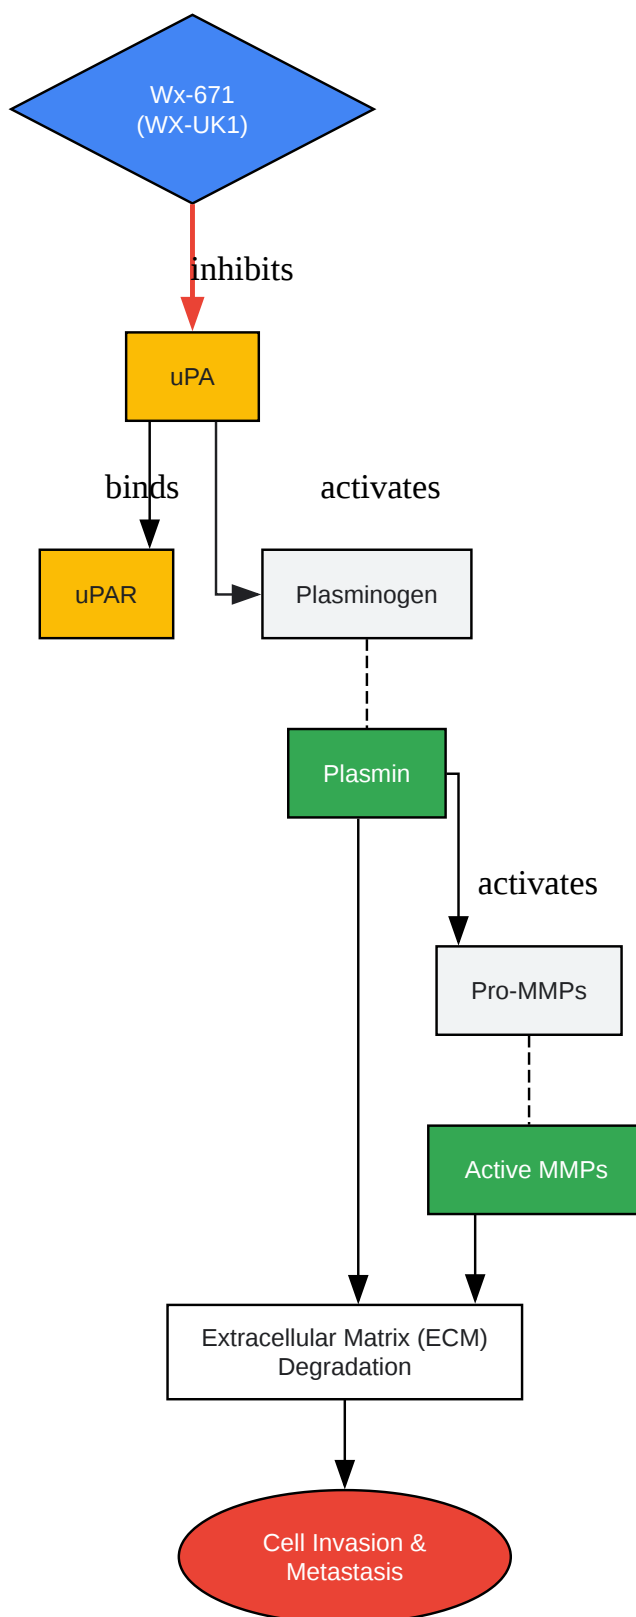 Wx-671
(WX-UK1)
inhibits
uPA
binds
activates
uPAR
Plasminogen
Plasmin
activates
Pro-MMPs
Active MMPs
Extracellular Matrix (ECM)
Degradation
Cell Invasion &
Metastasis